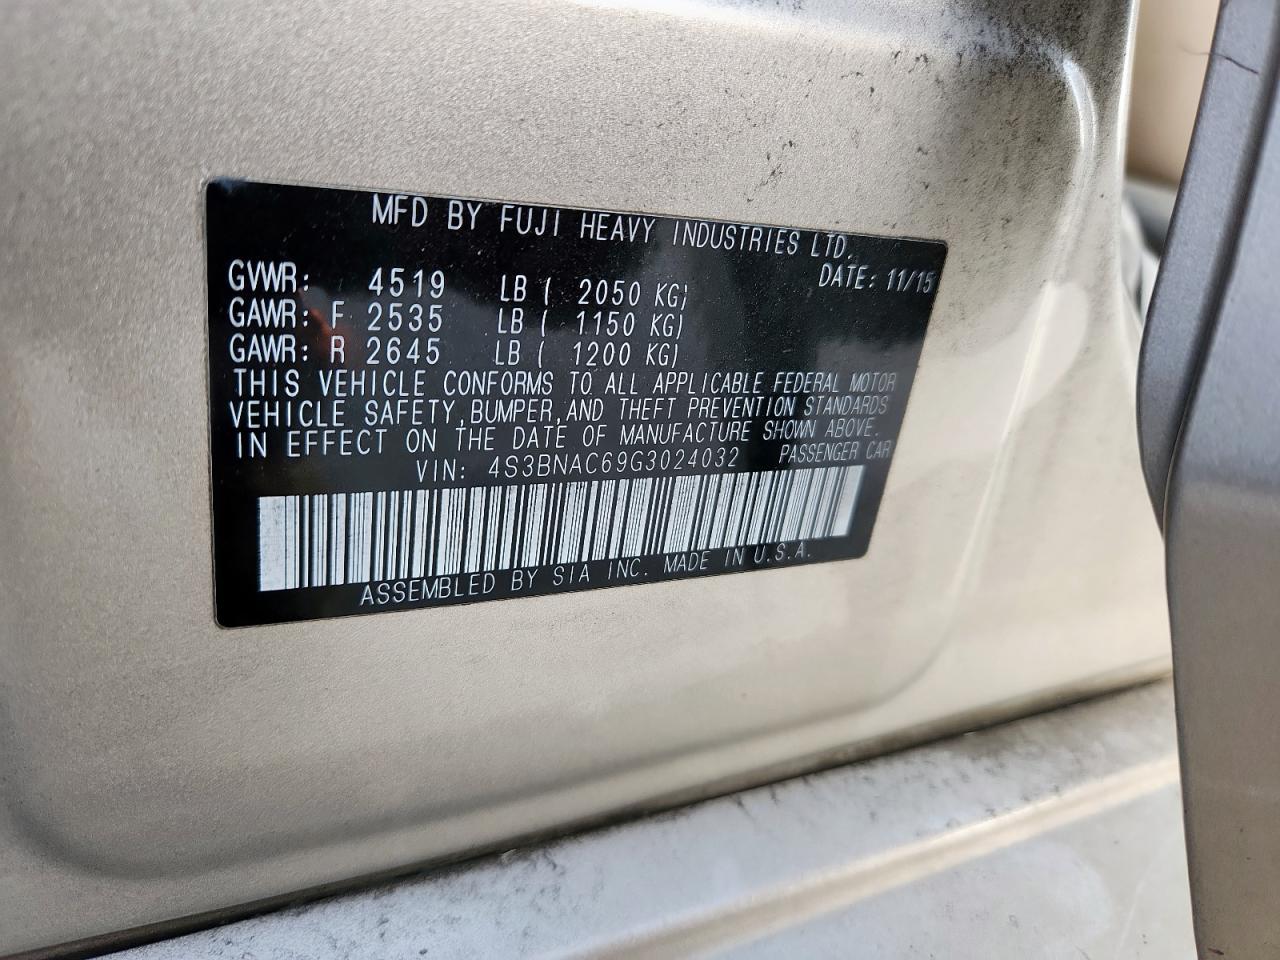 MFD BY FUJI HEAVY INDUSTRIES LTD.
DATE: 11/15
GVWR: 4519 LB ( 2050 KG)
GAWR: F 2535 LB ( 1150 KG)
GAWR: R 2645 LB ( 1200 KG)
THIS VEHICLE CONFORMS TO ALL APPLICABLE FEDERAL MOTOR
VEHICLE SAFETY,BUMPER,AND THEFT PREVENTION STANDARDS
IN EFFECT ON THE DATE OF MANUFACTURE SHOWN ABOVE.
VIN: 4S3BNAC69G3024032 PASSENGER CAR
ASSEMBLED BY SIA INC. MADE IN U.S.A.